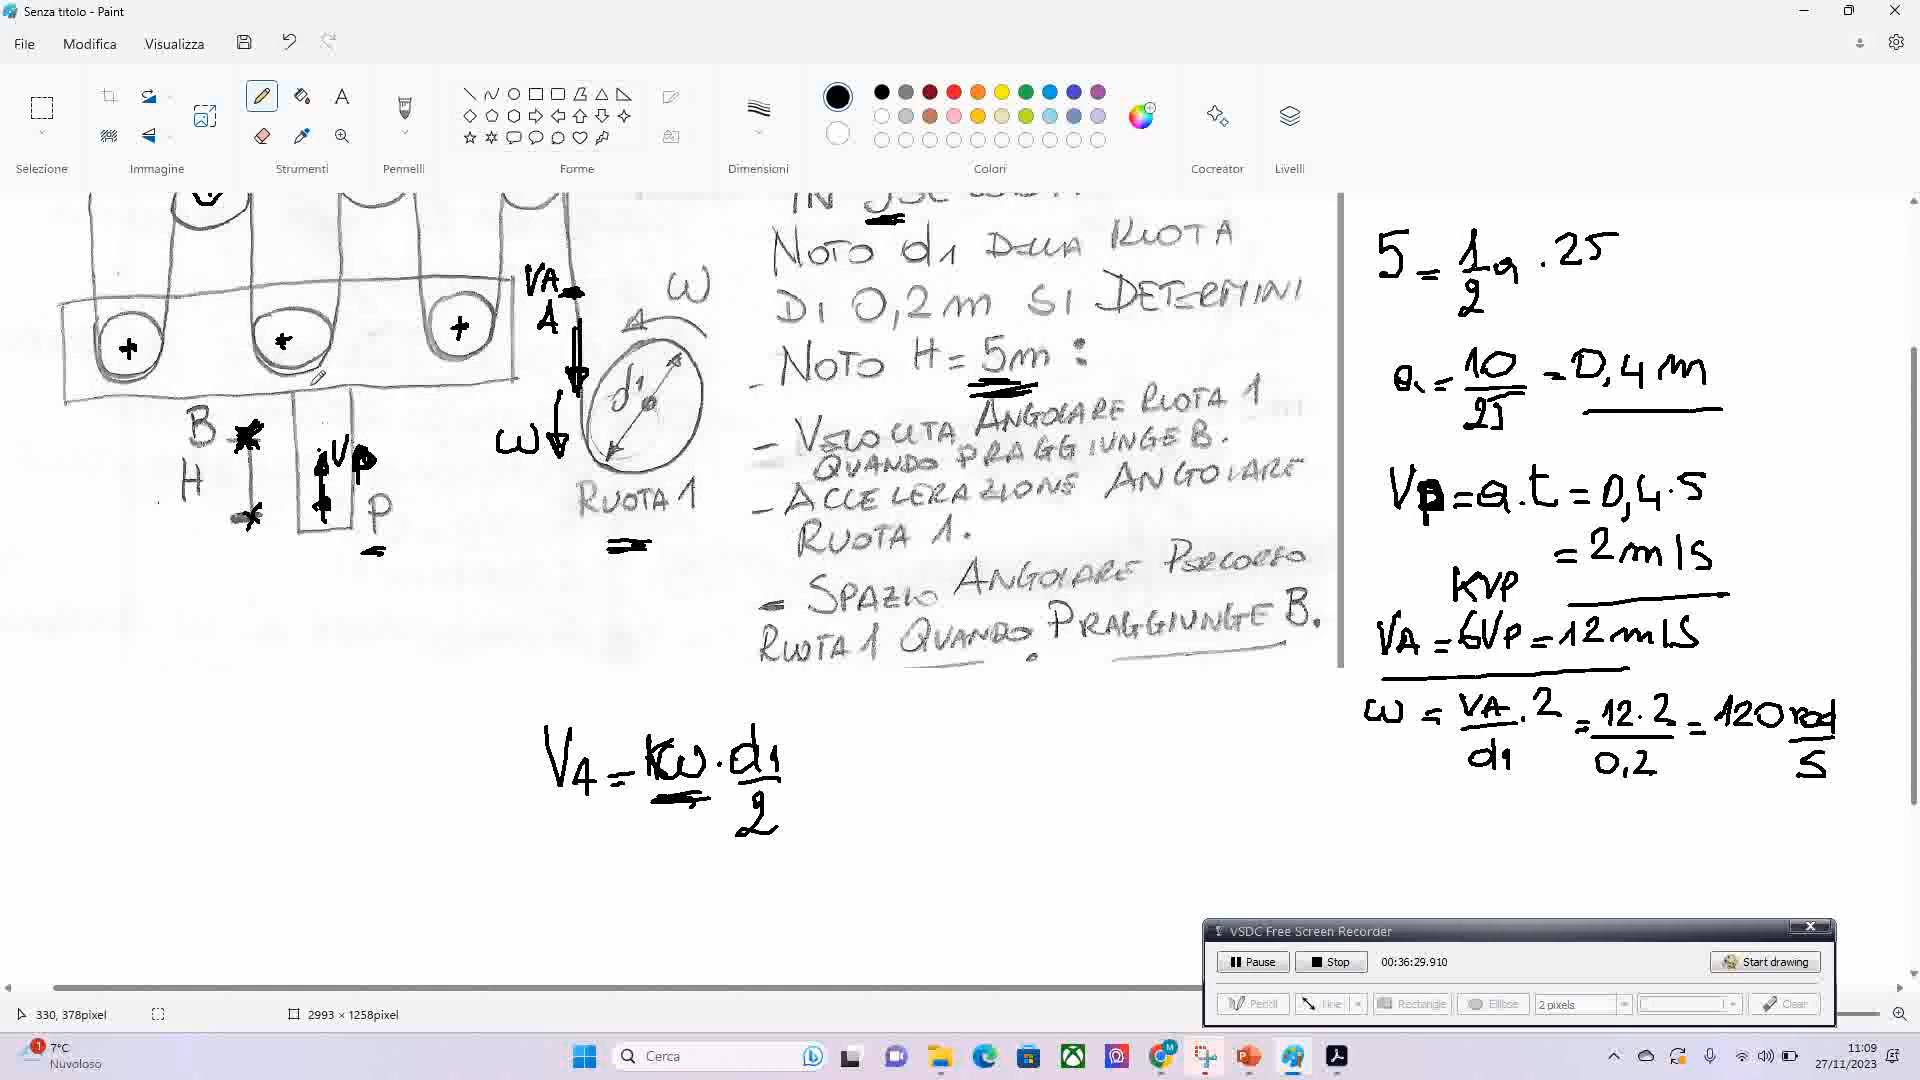 Senza titolo - Paint
File Modifica Visualizza
Selezione Immagine Strumenti Pennelli Forme Dimensioni Colori Cocreator Livelli
NOTO d1 DELLA RUOTA
DI 0,2m SI DETERMINI
- NOTO H = 5m :
- VELOCITA ANGOLARE RUOTA 1
QUANDO PRAGGIUNGE B.
- ACCELERAZIONE ANGOLARE
RUOTA 1.
= SPAZIO ANGOLARE PERCORSO
RUOTA 1 QUANDO PRAGGIUNGE B.
VA
A
ω
d1
B
H
VP
ω
P
RUOTA 1
VA = Kω · d1/2
5 = 1/2 a · 25
a = 10/25 = 0,4 m
VP = a.t = 0,4.5
= 2 m/s
KVP
VA = 6VP = 12 m/s
ω = VA/d1 . 2 = 12.2/0,2 = 120 rad/s
VSDC Free Screen Recorder
Pause Stop 00:36:29.910 Start drawing
Pencil Line Rectangle Ellipse 2 pixels Clear
330, 378pixel 2993 × 1258pixel
7°C
Nuvoloso
1
Cerca
M
11:09
27/11/2023